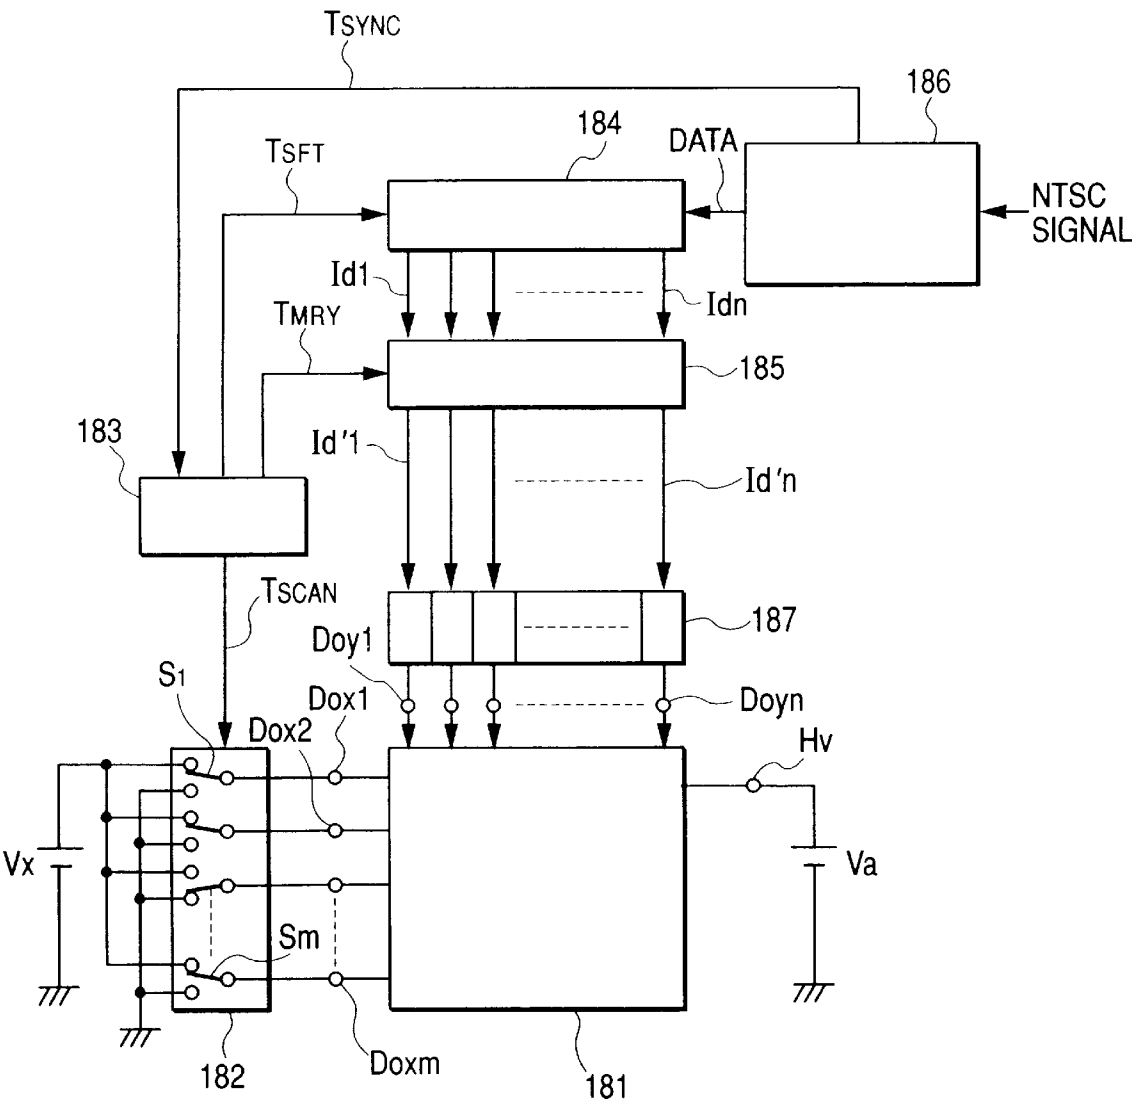 TSYNC
186
184
DATA
TSFT
NTSC
SIGNAL
Id1
Idn
TMRY
185
183
Id'1
Id'n
TSCAN
187
Doy1
S1
Dox1
Doyn
Dox2
Hv
Vx
Va
Sm
Doxm
182
181